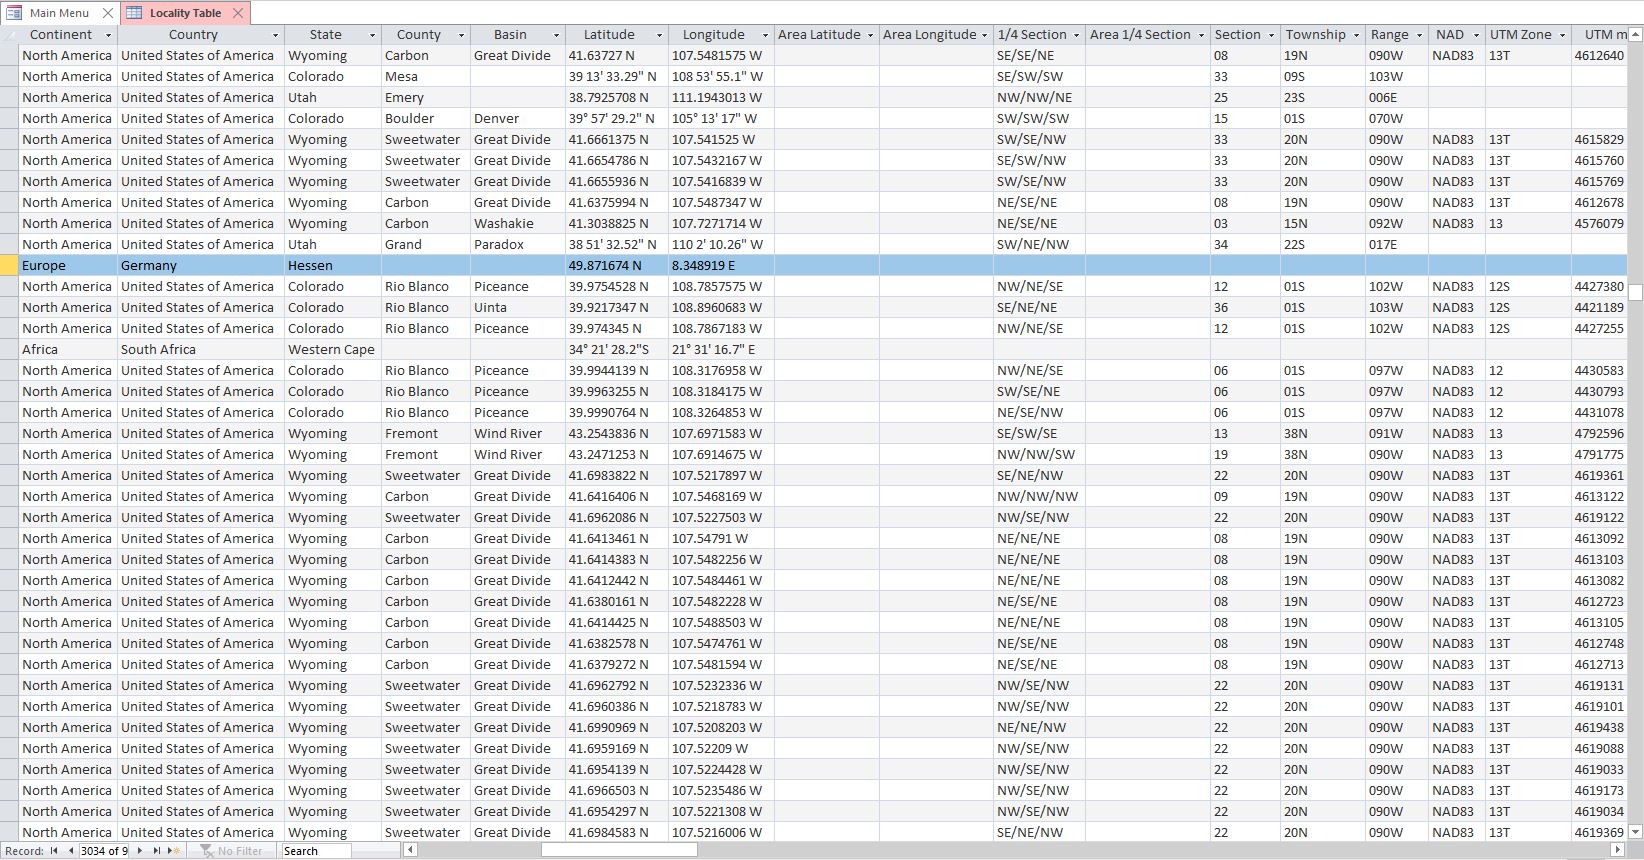 Main Menu Locality Table
Continent Country State County Basin Latitude Longitude Area Latitude Area Longitude 1/4 Section Area 1/4 Section Section Township Range NAD UTM Zone UTM m
North America United States of America Wyoming Carbon Great Divide 41.63727 N 107.5481575 W SE/SE/NE 08 19N 090W NAD83 13T 4612640
North America United States of America Colorado Mesa 39 13' 33.29" N 108 53' 55.1" W SE/SW/SW 33 09S 103W
North America United States of America Utah Emery 38.7925708 N 111.1943013 W NW/NW/NE 25 23S 006E
North America United States of America Colorado Boulder Denver 39° 57' 29.2" N 105° 13' 17" W SW/SW/SW 15 01S 070W
North America United States of America Wyoming Sweetwater Great Divide 41.6661375 N 107.541525 W SW/SE/NW 33 20N 090W NAD83 13T 4615829
North America United States of America Wyoming Sweetwater Great Divide 41.6654786 N 107.5432167 W SE/SW/NW 33 20N 090W NAD83 13T 4615760
North America United States of America Wyoming Sweetwater Great Divide 41.6655936 N 107.5416839 W SW/SE/NW 33 20N 090W NAD83 13T 4615769
North America United States of America Wyoming Carbon Great Divide 41.6375994 N 107.5487347 W NE/SE/NE 08 19N 090W NAD83 13T 4612678
North America United States of America Wyoming Carbon Washakie 41.3038825 N 107.7271714 W NE/SE/NE 03 15N 092W NAD83 13 4576079
North America United States of America Utah Grand Paradox 38 51' 32.52" N 110 2' 10.26" W SW/NE/NW 34 22S 017E
Europe Germany Hessen 49.871674 N 8.348919 E
North America United States of America Colorado Rio Blanco Piceance 39.9754528 N 108.7857575 W NW/NE/SE 12 01S 102W NAD83 12S 4427380
North America United States of America Colorado Rio Blanco Uinta 39.9217347 N 108.8960683 W SE/NE/NE 36 01S 103W NAD83 12S 4421189
North America United States of America Colorado Rio Blanco Piceance 39.974345 N 108.7867183 W NW/NE/SE 12 01S 102W NAD83 12S 4427255
Africa South Africa Western Cape 34° 21' 28.2"S 21° 31' 16.7" E
North America United States of America Colorado Rio Blanco Piceance 39.9944139 N 108.3176958 W NW/NE/SE 06 01S 097W NAD83 12 4430583
North America United States of America Colorado Rio Blanco Piceance 39.9963255 N 108.3184175 W SW/SE/NE 06 01S 097W NAD83 12 4430793
North America United States of America Colorado Rio Blanco Piceance 39.9990764 N 108.3264853 W NE/SE/NW 06 01S 097W NAD83 12 4431078
North America United States of America Wyoming Fremont Wind River 43.2543836 N 107.6971583 W SE/SW/SE 13 38N 091W NAD83 13 4792596
North America United States of America Wyoming Fremont Wind River 43.2471253 N 107.6914675 W NW/NW/SW 19 38N 090W NAD83 13 4791775
North America United States of America Wyoming Sweetwater Great Divide 41.6983822 N 107.5217897 W SE/NE/NW 22 20N 090W NAD83 13T 4619361
North America United States of America Wyoming Carbon Great Divide 41.6416406 N 107.5468169 W NW/NW/NW 09 19N 090W NAD83 13T 4613122
North America United States of America Wyoming Sweetwater Great Divide 41.6962086 N 107.5227503 W NW/SE/NW 22 20N 090W NAD83 13T 4619122
North America United States of America Wyoming Carbon Great Divide 41.6413461 N 107.54791 W NE/NE/NE 08 19N 090W NAD83 13T 4613092
North America United States of America Wyoming Carbon Great Divide 41.6414383 N 107.5482256 W NE/NE/NE 08 19N 090W NAD83 13T 4613103
North America United States of America Wyoming Carbon Great Divide 41.6412442 N 107.5484461 W NE/NE/NE 08 19N 090W NAD83 13T 4613082
North America United States of America Wyoming Carbon Great Divide 41.6380161 N 107.5482228 W NE/SE/NE 08 19N 090W NAD83 13T 4612723
North America United States of America Wyoming Carbon Great Divide 41.6414425 N 107.5488503 W NE/NE/NE 08 19N 090W NAD83 13T 4613105
North America United States of America Wyoming Carbon Great Divide 41.6382578 N 107.5474761 W NE/SE/NE 08 19N 090W NAD83 13T 4612748
North America United States of America Wyoming Carbon Great Divide 41.6379272 N 107.5481594 W NE/SE/NE 08 19N 090W NAD83 13T 4612713
North America United States of America Wyoming Sweetwater Great Divide 41.6962792 N 107.5232336 W NW/SE/NW 22 20N 090W NAD83 13T 4619131
North America United States of America Wyoming Sweetwater Great Divide 41.6960386 N 107.5218783 W NW/SE/NW 22 20N 090W NAD83 13T 4619101
North America United States of America Wyoming Sweetwater Great Divide 41.6990969 N 107.5208203 W NE/NE/NW 22 20N 090W NAD83 13T 4619438
North America United States of America Wyoming Sweetwater Great Divide 41.6959169 N 107.52209 W NW/SE/NW 22 20N 090W NAD83 13T 4619088
North America United States of America Wyoming Sweetwater Great Divide 41.6954139 N 107.5224428 W NW/SE/NW 22 20N 090W NAD83 13T 4619033
North America United States of America Wyoming Sweetwater Great Divide 41.6966503 N 107.5235486 W NW/SE/NW 22 20N 090W NAD83 13T 4619173
North America United States of America Wyoming Sweetwater Great Divide 41.6954297 N 107.5221308 W NW/SE/NW 22 20N 090W NAD83 13T 4619034
North America United States of America Wyoming Sweetwater Great Divide 41.6984583 N 107.5216006 W SE/NE/NW 22 20N 090W NAD83 13T 4619369
Record: 3034 of 9 No Filter Search